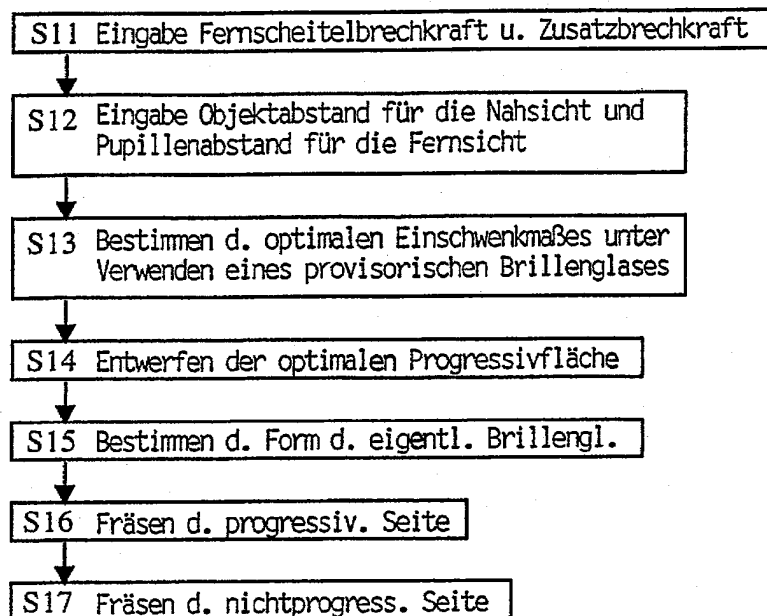 S11 Eingabe Fernscheitelbrechkraft u. Zusatzbrechkraft
S12 Eingabe Objektabstand für die Nahsicht und
Pupillenabstand für die Fernsicht
S13 Bestimmen d. optimalen Einschwenkmaßes unter
Verwenden eines provisorischen Brillenglases
S14 Entwerfen der optimalen Progressivfläche
S15 Bestimmen d. Form d. eigentl. Brillengl.
S16 Fräsen d. progressiv. Seite
S17 Fräsen d. nichtprogress. Seite